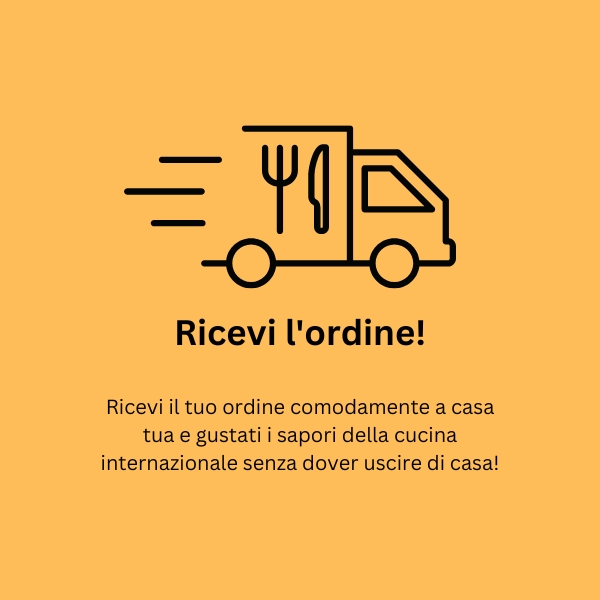 Ricevi l'ordine!
Ricevi il tuo ordine comodamente a casa
tua e gustati i sapori della cucina
internazionale senza dover uscire di casa!